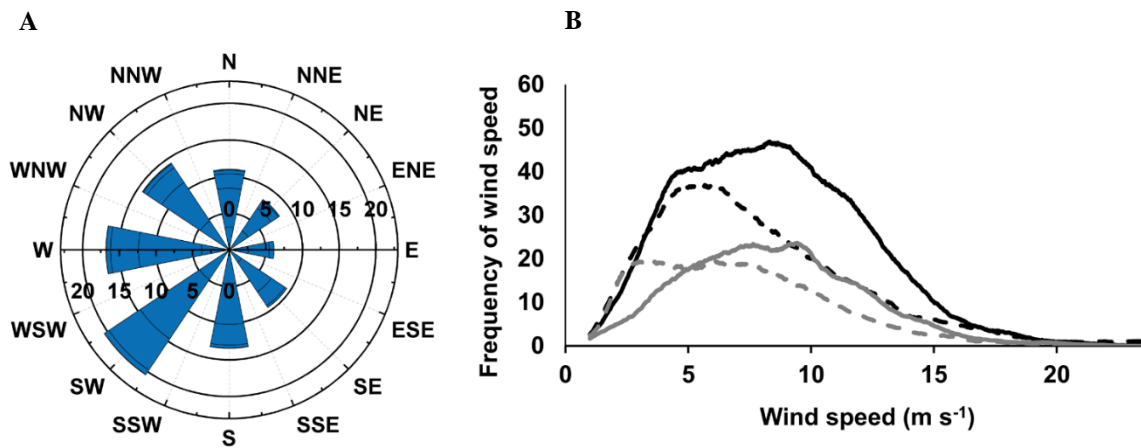 A
N
NNW
NNE
NW
NE
WNW
ENE
0 5 10 15 20
W
E
20 15 10 5 0
WSW
ESE
SW
SE
SSW
SSE
S
B
Frequency of wind speed
60
50
40
30
20
10
0
0 5 10 15 20
Wind speed (m s⁻¹)